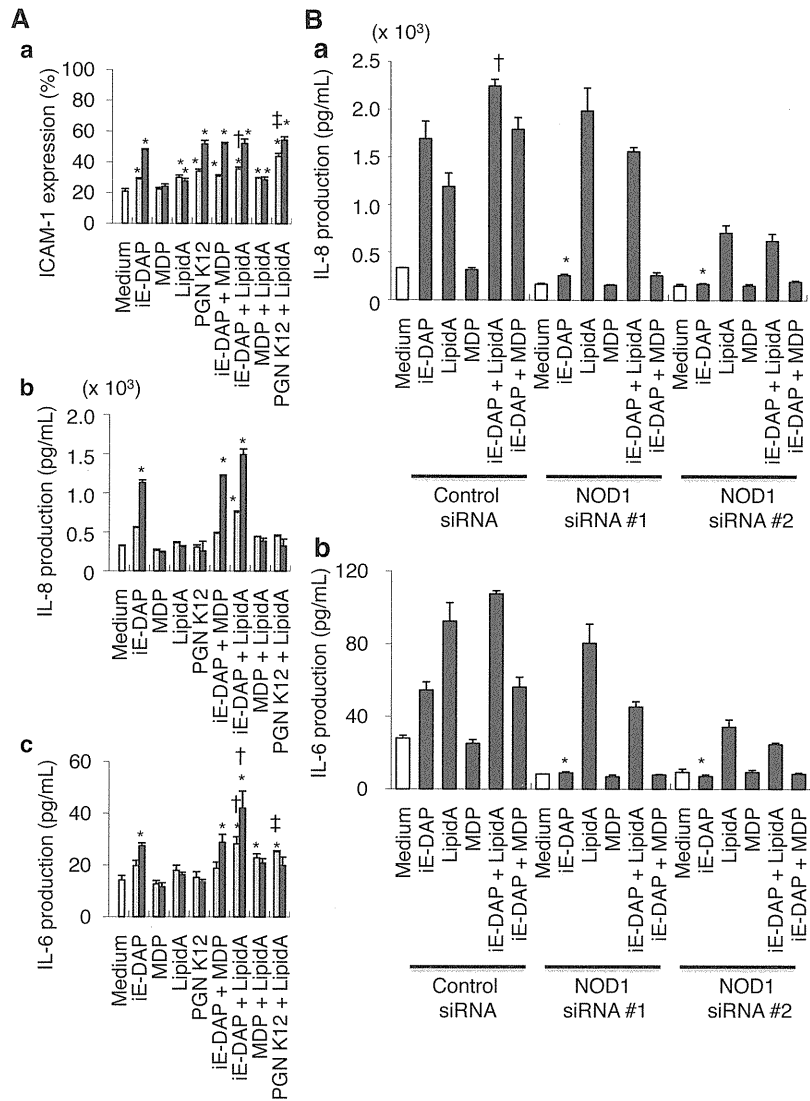 A
a
ICAM-1 expression (%)
100
80
60
40
20
0
* * * * * * * * † * * * * ‡ * *
Medium
iE-DAP
MDP
LipidA
PGN K12
iE-DAP + MDP
iE-DAP + LipidA
MDP + LipidA
PGN K12 + LipidA
b
(x 10³)
IL-8 production (pg/mL)
2.0
1.5
1.0
0.5
0
* * * *
Medium
iE-DAP
MDP
LipidA
PGN K12
iE-DAP + MDP
iE-DAP + LipidA
MDP + LipidA
PGN K12 + LipidA
c
IL-6 production (pg/mL)
60
40
20
0
* * † * † * * ‡ *
Medium
iE-DAP
MDP
LipidA
PGN K12
iE-DAP + MDP
iE-DAP + LipidA
MDP + LipidA
PGN K12 + LipidA
B
a
(x 10³)
IL-8 production (pg/mL)
2.5
2.0
1.5
1.0
0.5
0
† * *
Medium
iE-DAP
LipidA
MDP
iE-DAP + LipidA
iE-DAP + MDP
Medium
iE-DAP
LipidA
MDP
iE-DAP + LipidA
iE-DAP + MDP
Medium
iE-DAP
LipidA
MDP
iE-DAP + LipidA
iE-DAP + MDP
Control
siRNA
NOD1
siRNA #1
NOD1
siRNA #2
b
IL-6 production (pg/mL)
120
80
40
0
* *
Medium
iE-DAP
LipidA
MDP
iE-DAP + LipidA
iE-DAP + MDP
Medium
iE-DAP
LipidA
MDP
iE-DAP + LipidA
iE-DAP + MDP
Medium
iE-DAP
LipidA
MDP
iE-DAP + LipidA
iE-DAP + MDP
Control
siRNA
NOD1
siRNA #1
NOD1
siRNA #2